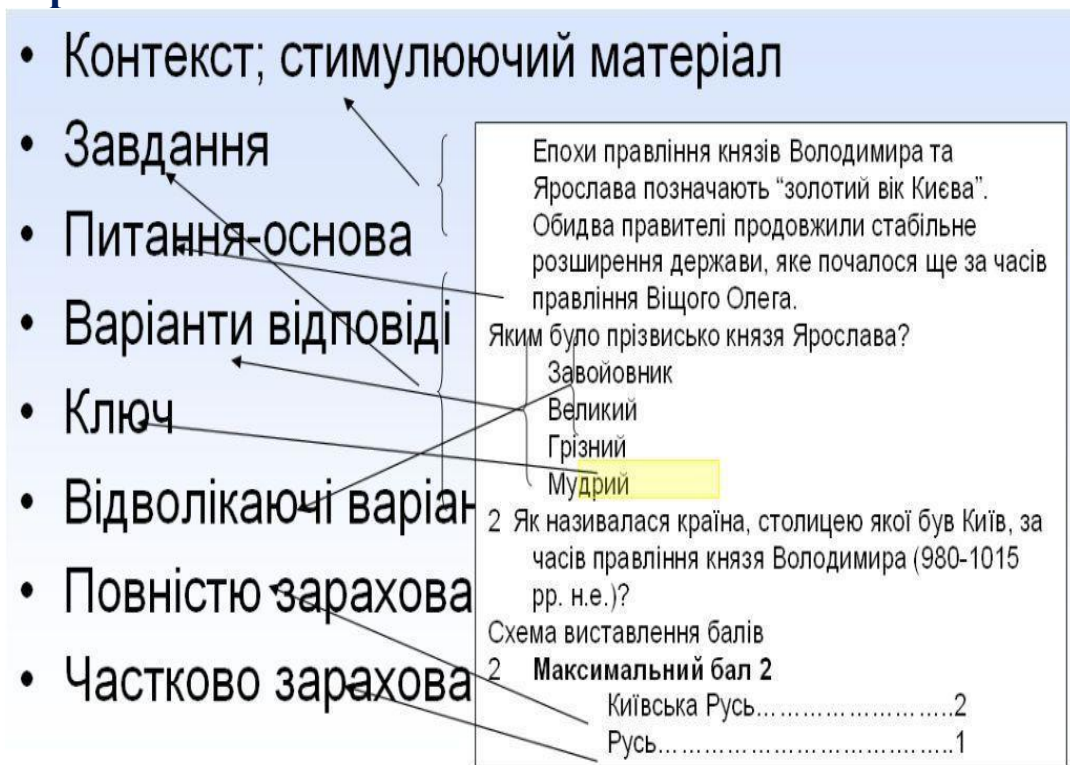 • Контекст; стимулюючий матеріал
• Завдання
• Питання-основа
• Варіанти відповіді
• Ключ
• Відволікаючі варіан
• Повністю зарахова
• Частково зарахова
Епохи правління князів Володимира та
Ярослава позначають “золотий вік Києва”.
Обидва правителі продовжили стабільне
розширення держави, яке почалося ще за часів
правління Віщого Олега.
Яким було прізвисько князя Ярослава?
Завойовник
Великий
Грізний
Мудрий
2 Як називалася країна, столицею якої був Київ, за
часів правління князя Володимира (980-1015
рр. н.е.)?
Схема виставлення балів
2 Максимальний бал 2
Київська Русь……………………..2
Русь……………………………….…..1